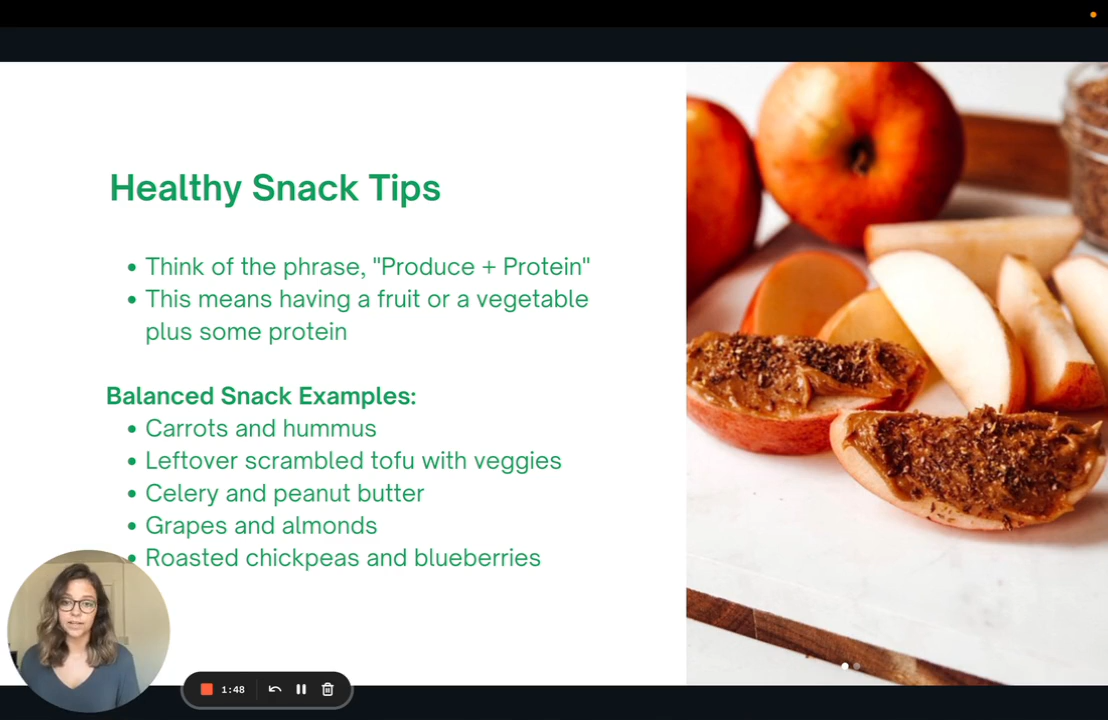 Healthy Snack Tips
• Think of the phrase, "Produce + Protein"
• This means having a fruit or a vegetable
plus some protein
Balanced Snack Examples:
• Carrots and hummus
• Leftover scrambled tofu with veggies
• Celery and peanut butter
• Grapes and almonds
• Roasted chickpeas and blueberries
1:48